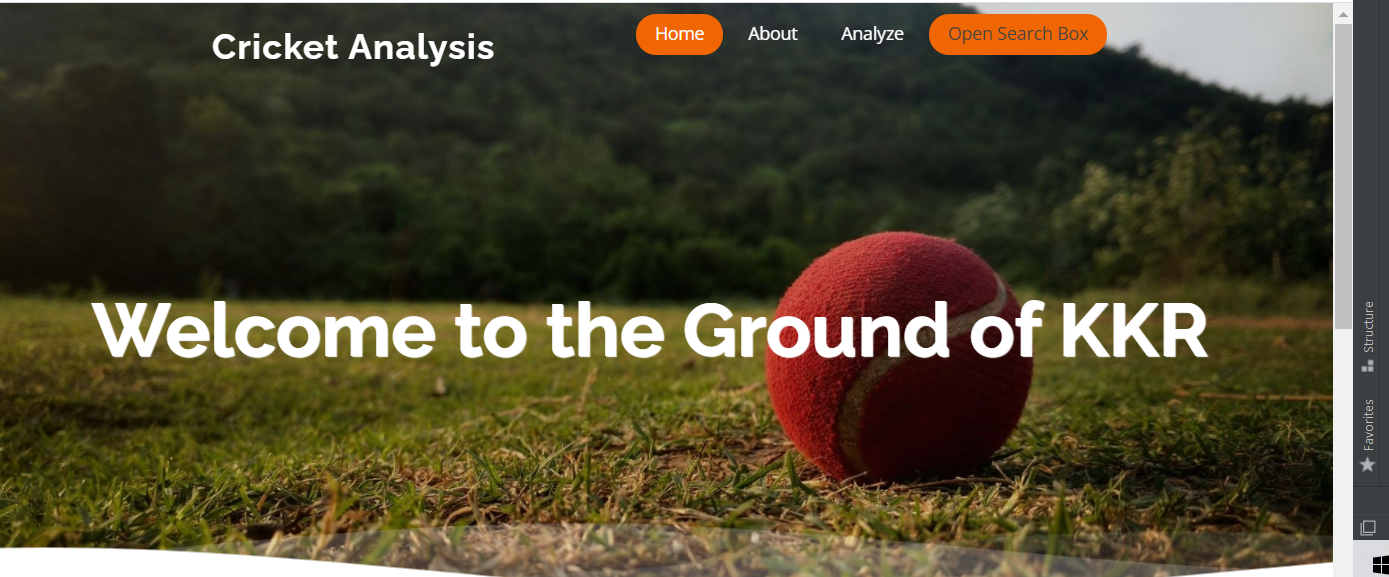 Cricket Analysis
Home
About
Analyze
Open Search Box
Welcome to the Ground of KKR
Structure
Favorites